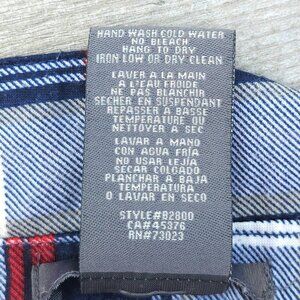 HAND WASH COLD WATER
NO BLEACH
HANG TO DRY
IRON LOW OR DRY CLEAN
LAVER A LA MAIN
A L'EAU FROIDE
NE PAS BLANCHIR
SECHER EN SUSPENDANT
REPASSER A BASSE
TEMPERATURE OU
NETTOYER A SEC
LAVAR A MANO
CON AGUA FRÍA
NO USAR LEJÍA
SECAR COLGADO
PLANCHAR A BAJA
TEMPERATURA
O LAVAR EN SECO
STYLE#82800
CA#45376
RN#73023